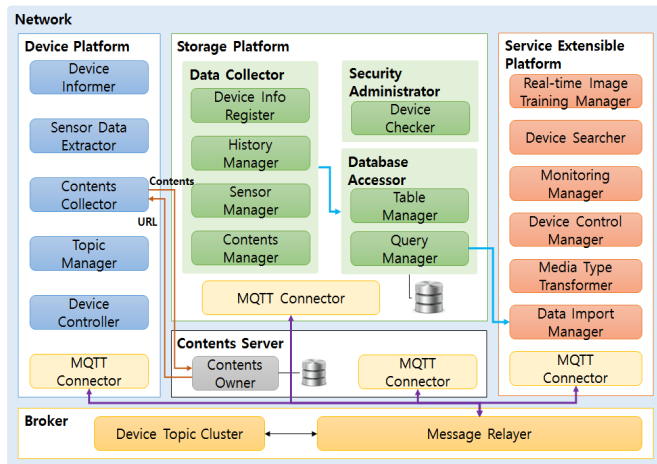 Network
Device Platform
Device
Informer
Sensor Data
Extractor
Contents
Collector
Contents
URL
Topic
Manager
Device
Controller
MQTT
Connector
Storage Platform
Data Collector
Device Info
Register
History
Manager
Sensor
Manager
Contents
Manager
Security
Administrator
Device
Checker
Database
Accessor
Table
Manager
Query
Manager
MQTT Connector
Contents Server
Contents
Owner
MQTT
Connector
Service Extensible
Platform
Real-time Image
Training Manager
Device Searcher
Monitoring
Manager
Device Control
Manager
Media Type
Transformer
Data Import
Manager
MQTT
Connector
Broker
Device Topic Cluster
Message Relayer